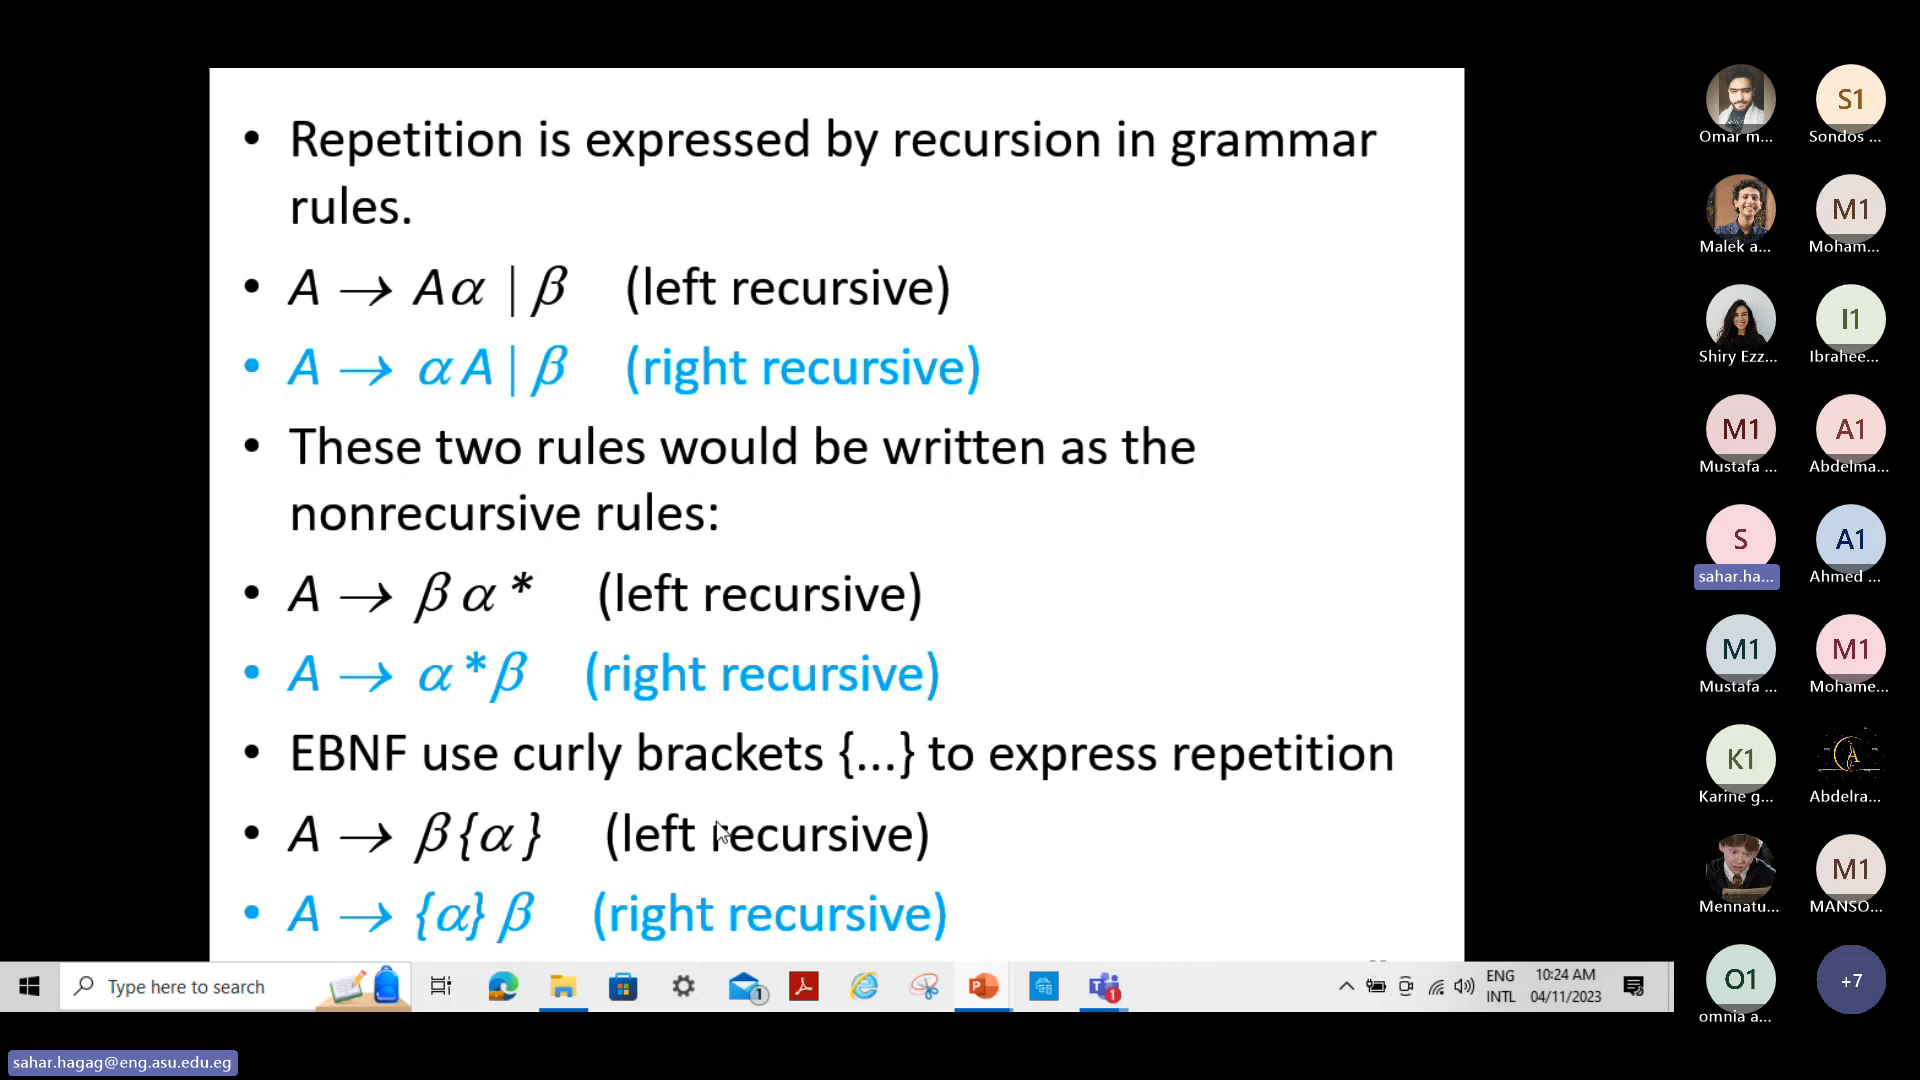 • Repetition is expressed by recursion in grammar
rules.
• A → Aα | β (left recursive)
• A → αA | β (right recursive)
• These two rules would be written as the
nonrecursive rules:
• A → βα* (left recursive)
• A → α*β (right recursive)
• EBNF use curly brackets {...} to express repetition
• A → β{α} (left recursive)
• A → {α}β (right recursive)
Type here to search
1
1
ENG
INTL
10:24 AM
04/11/2023
sahar.hagag@eng.asu.edu.eg
Omar m...
S1
Sondos ...
Malek a...
M1
Moham...
Shiry Ezz...
I1
Ibrahee...
M1
Mustafa ...
A1
Abdelma...
S
sahar.ha...
A1
Ahmed ...
M1
Mustafa ...
M1
Mohame...
K1
Karine g...
A
Abdelra...
Mennatu...
M1
MANSO...
O1
omnia a...
+7